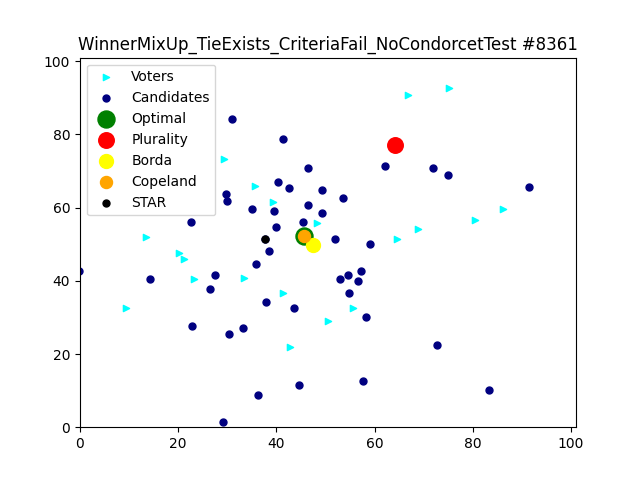 WinnerMixUp_TieExists_CriteriaFail_NoCondorcetTest #8361
100
80
60
40
20
0
Voters
Candidates
Optimal
Plurality
Borda
Copeland
STAR
0 20 40 60 80 100